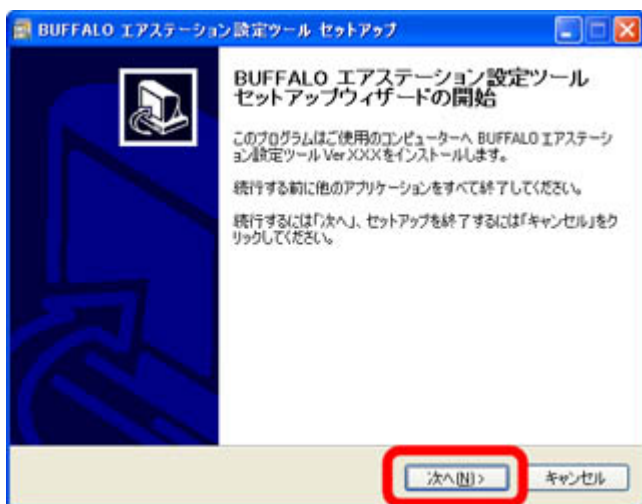 BUFFALO エアステーション設定ツール セットアップ
BUFFALO エアステーション設定ツール
セットアップウィザードの開始
このプログラムはご使用のコンピューターへ BUFFALO エアステーシ
ョン設定ツール Ver.XXXをインストールします。
続行する前に他のアプリケーションをすべて終了してください。
続行するには「次へ」、セットアップを終了するには「キャンセル」をク
リックしてください。
次へ(N) >
キャンセル